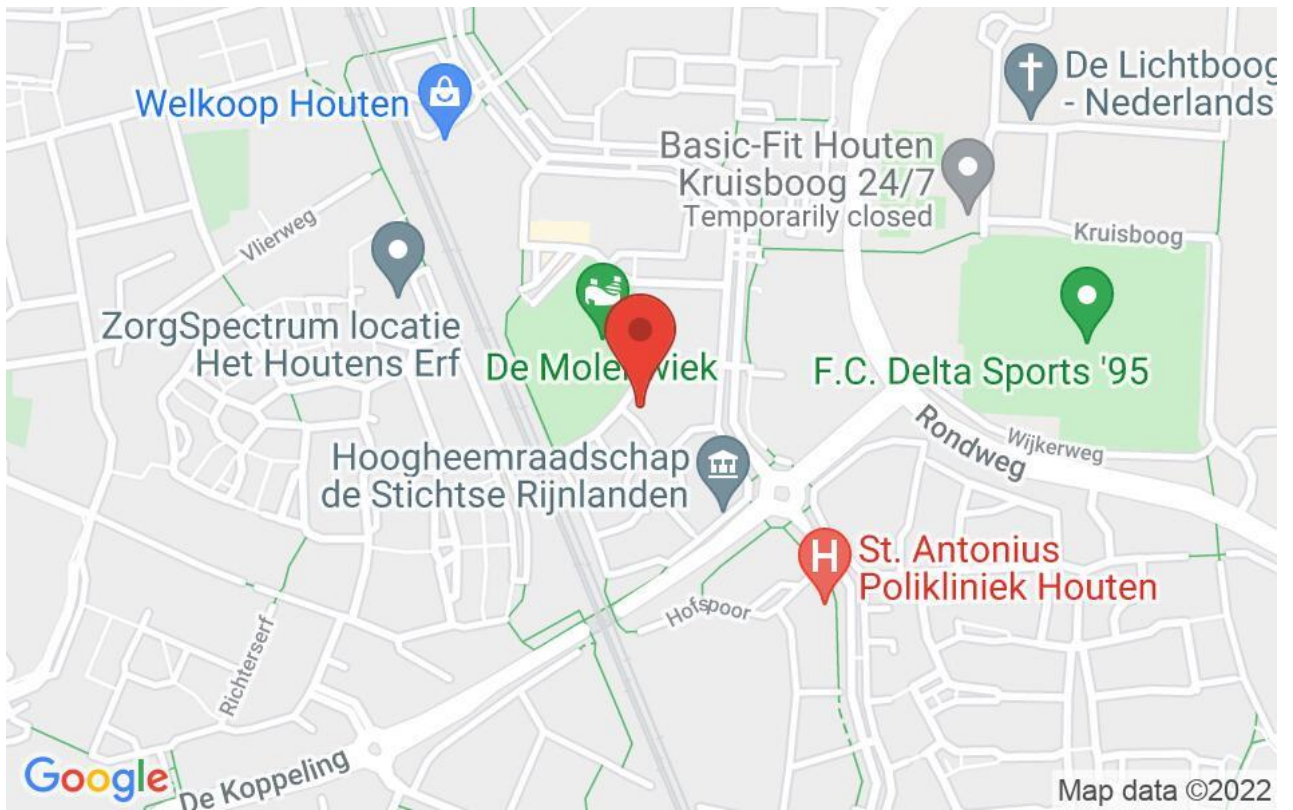 De Lichtboog
- Nederlands
Welkoop Houten
Basic-Fit Houten
Kruisboog 24/7
Temporarily closed
Vlierweg
Kruisboog
ZorgSpectrum locatie
Het Houtens Erf
De Molenwiek
F.C. Delta Sports '95
Rondweg
Wijkerweg
Hoogheemraadschap
de Stichtse Rijnlanden
H
St. Antonius
Polikliniek Houten
Hofspoor
Richterserf
De Koppeling
Google
Map data ©2022